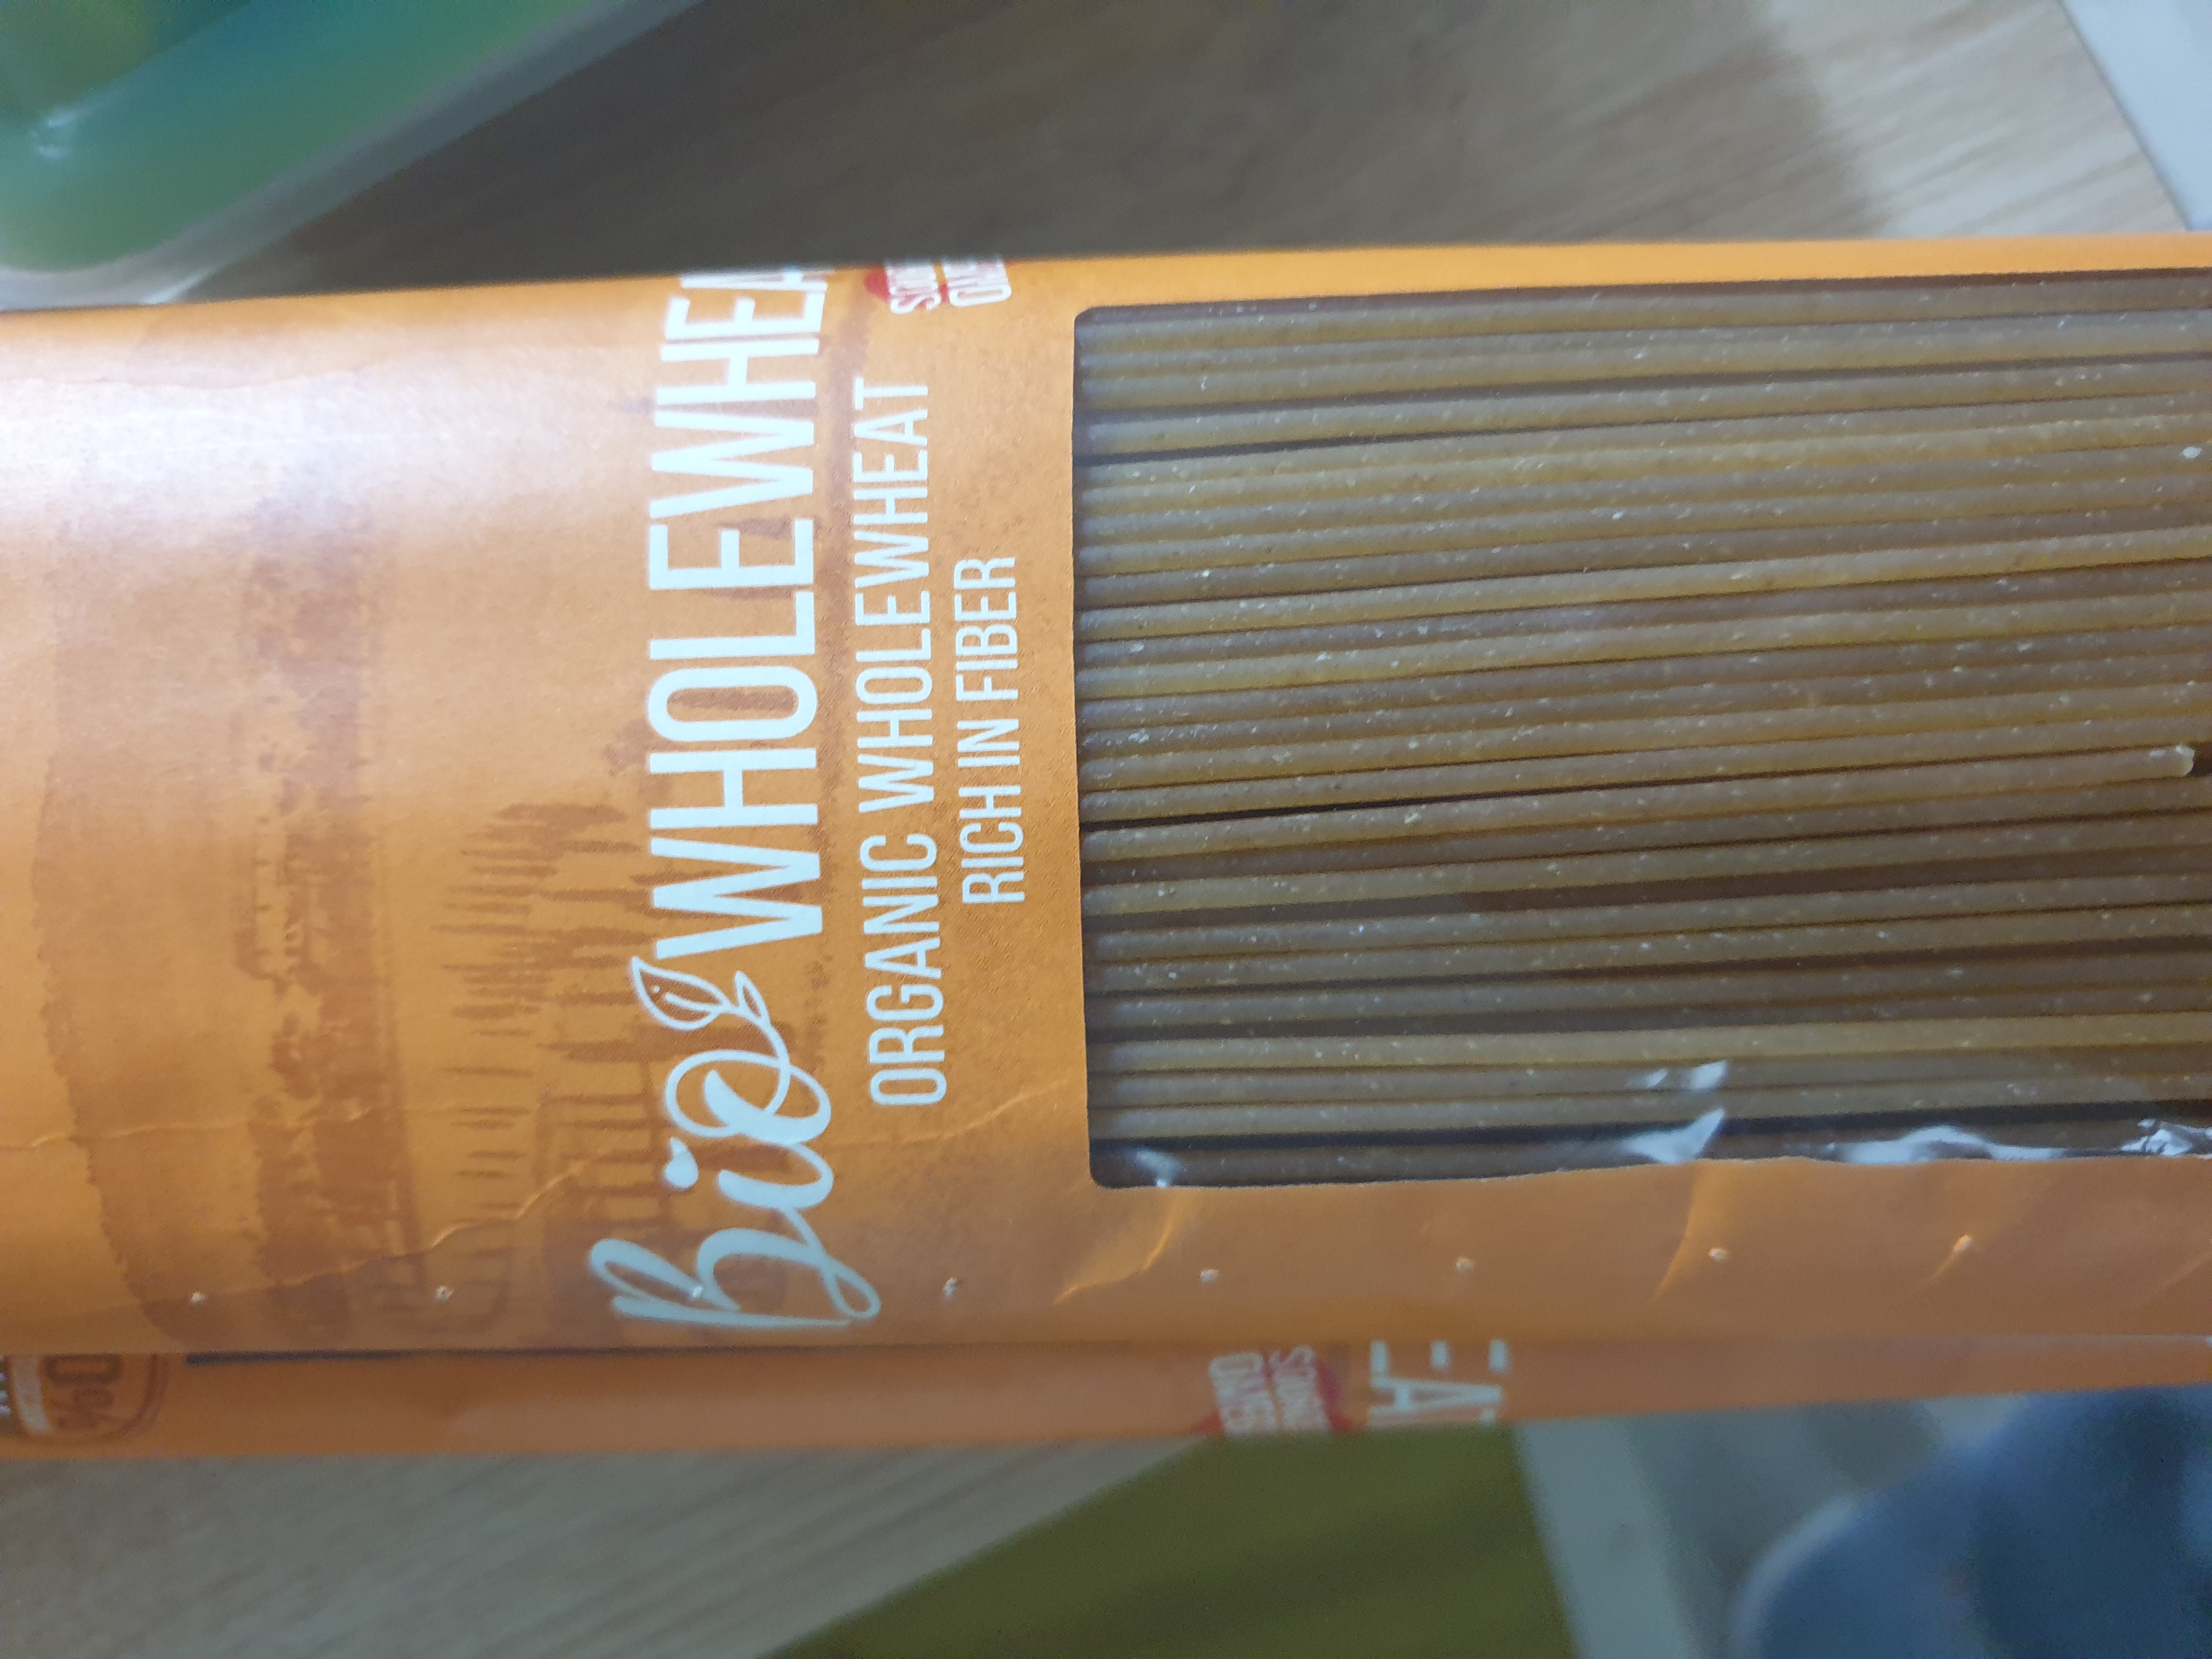 Bio WHOLEWHEA
ORGANIC WHOLEWHEAT
RICH IN FIBER